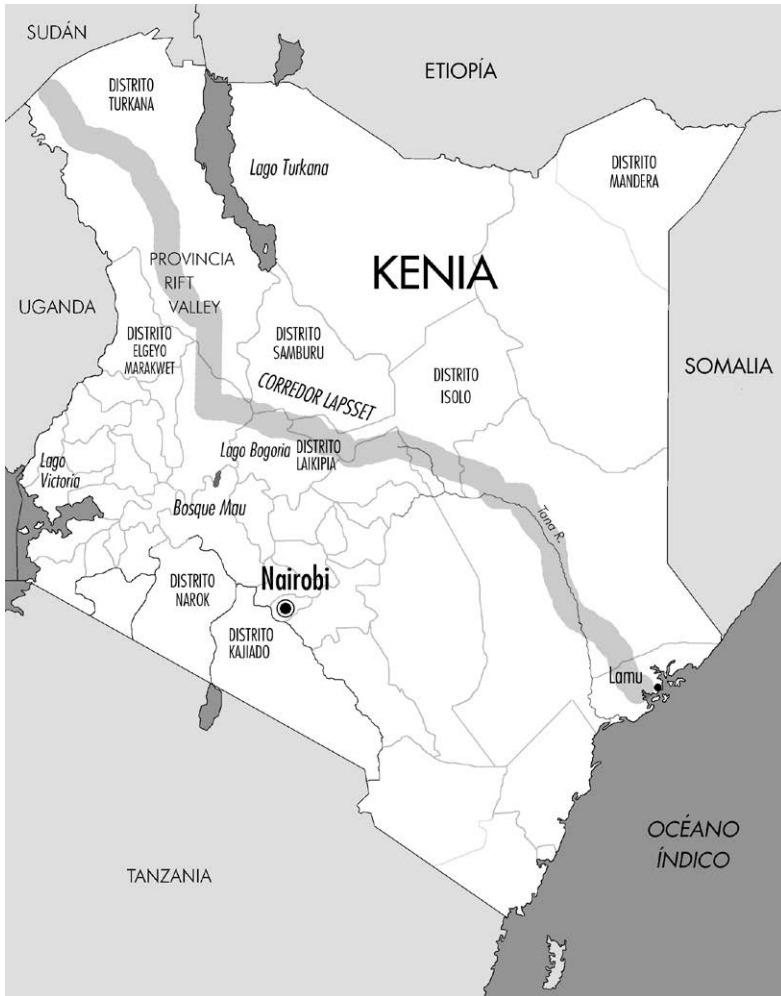 SUDÁN
ETIOPÍA
DISTRITO
TURKANA
Lago Turkana
DISTRITO
MANDERA
KENIA
PROVINCIA
RIFT
VALLEY
UGANDA
DISTRITO
ELGEYO
MARAKWET
DISTRITO
SAMBURU
DISTRITO
ISOLO
SOMALIA
CORREDOR LAPSSET
Lago Bogoria
DISTRITO
LAIKIPIA
Lago
Victoria
Bosque Mau
Tana R.
DISTRITO
NAROK
Nairobi
DISTRITO
KAJIADO
Lamu
OCÉANO
ÍNDICO
TANZANIA